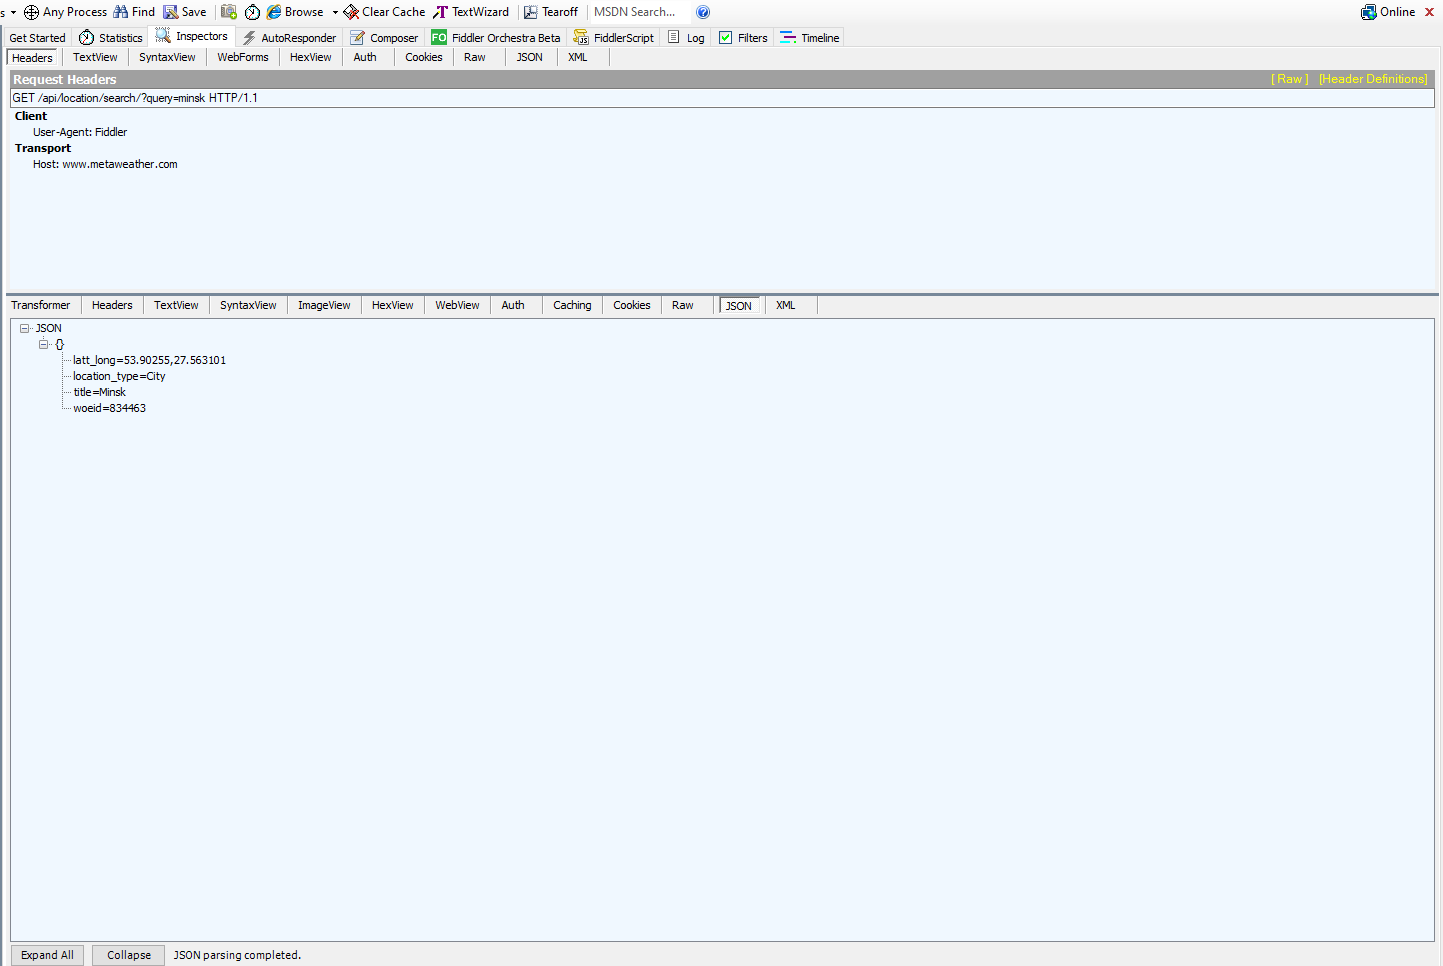 s Any Process Find Save Browse Clear Cache TextWizard Tearoff MSDN Search... Online
Get Started Statistics Inspectors AutoResponder Composer FO Fiddler Orchestra Beta FiddlerScript Log Filters Timeline
Headers TextView SyntaxView WebForms HexView Auth Cookies Raw JSON XML
Request Headers [ Raw ] [Header Definitions]
GET /api/location/search/?query=minsk HTTP/1.1
Client
User-Agent: Fiddler
Transport
Host: www.metaweather.com
Transformer Headers TextView SyntaxView ImageView HexView WebView Auth Caching Cookies Raw JSON XML
JSON
{}
latt_long=53.90255,27.563101
location_type=City
title=Minsk
woeid=834463
Expand All Collapse JSON parsing completed.